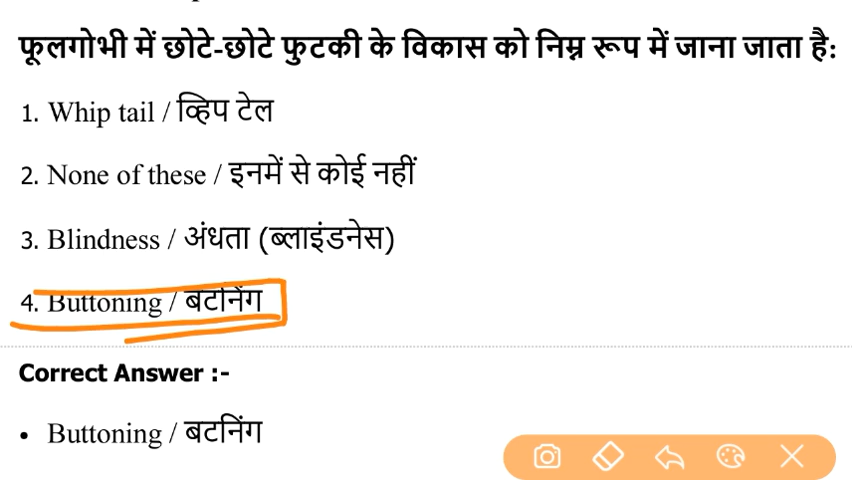 फूलगोभी में छोटे-छोटे फुटकी के विकास को निम्न रूप में जाना जाता है:
1. Whip tail / व्हिप टेल
2. None of these / इनमें से कोई नहीं
3. Blindness / अंधता (ब्लाइंडनेस)
4. Buttoning / बटनिंग
Correct Answer :-
• Buttoning / बटनिंग